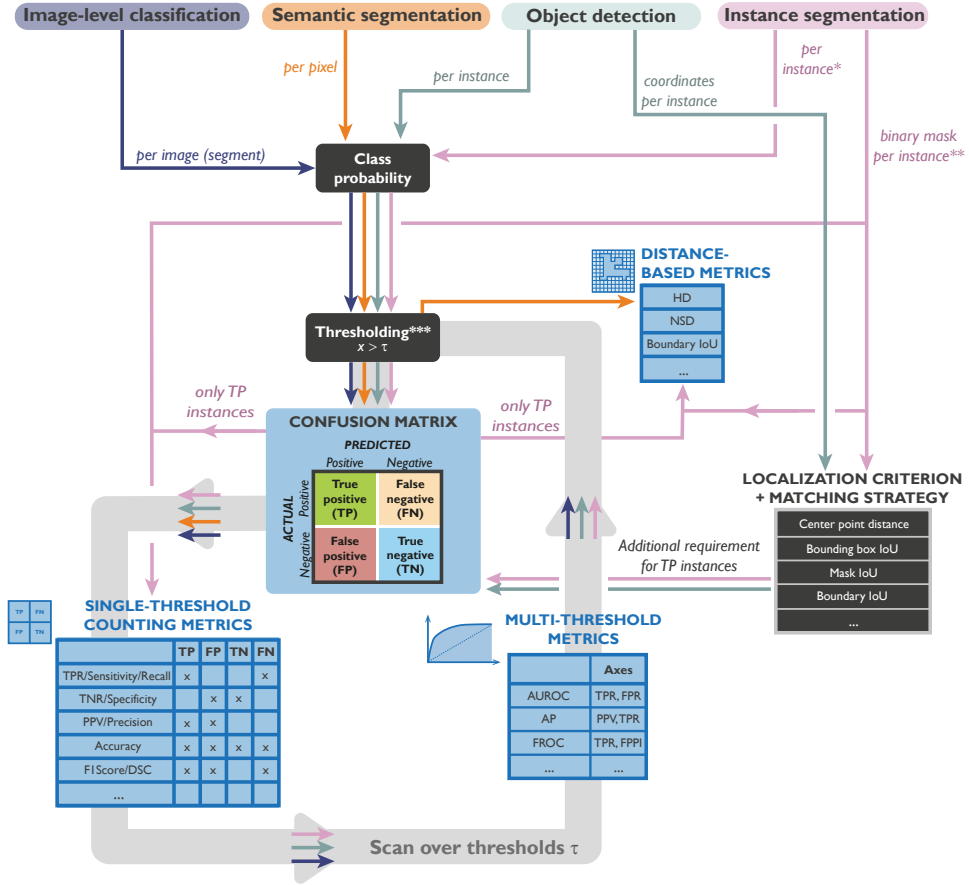 Image-level classification
Semantic segmentation
Object detection
Instance segmentation
per pixel
per instance
coordinates
per instance
per
instance*
binary mask
per instance**
per image (segment)
Class
probability
DISTANCE-
BASED METRICS
HD
NSD
Boundary IoU
...
Thresholding***
x > τ
only TP
instances
only TP
instances
CONFUSION MATRIX
PREDICTED
Positive
Negative
ACTUAL
Positive
Negative
True
positive
(TP)
False
negative
(FN)
False
positive
(FP)
True
negative
(TN)
LOCALIZATION CRITERION
+ MATCHING STRATEGY
Center point distance
Bounding box IoU
Mask IoU
Boundary IoU
...
Additional requirement
for TP instances
TP FN
FP TN
SINGLE-THRESHOLD
COUNTING METRICS
TP FP TN FN
TPR/Sensitivity/Recall x x
TNR/Specificity x x
PPV/Precision x x
Accuracy x x x x
F1Score/DSC x x x
...
MULTI-THRESHOLD
METRICS
Axes
AUROC TPR, FPR
AP PPV, TPR
FROC TPR, FPPI
... ...
Scan over thresholds τ